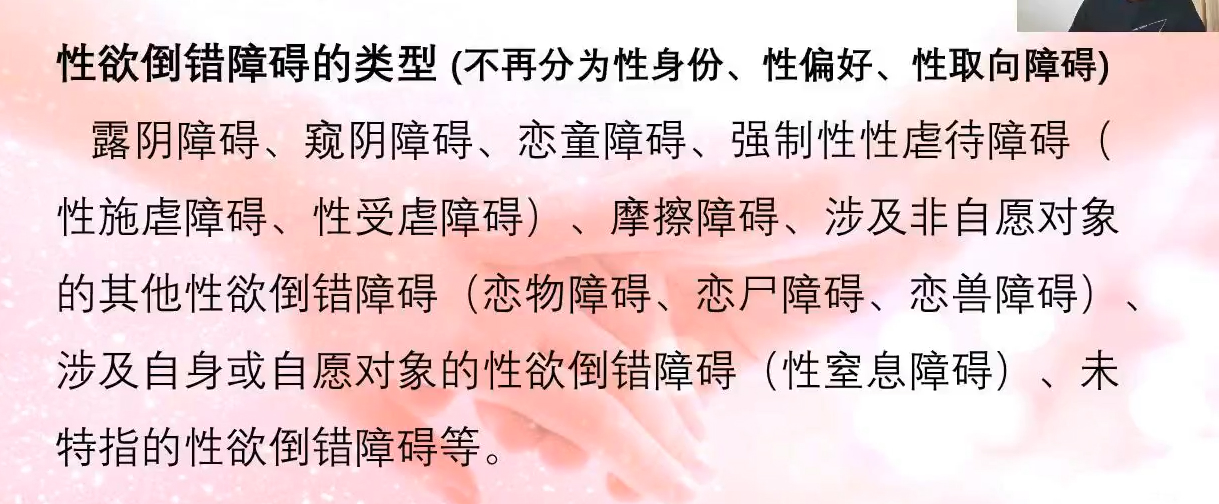 性欲倒错障碍的类型 (不再分为性身份、性偏好、性取向障碍)
露阴障碍、窥阴障碍、恋童障碍、强制性性虐待障碍（
性施虐障碍、性受虐障碍）、摩擦障碍、涉及非自愿对象
的其他性欲倒错障碍（恋物障碍、恋尸障碍、恋兽障碍）、
涉及自身或自愿对象的性欲倒错障碍（性窒息障碍）、未
特指的性欲倒错障碍等。